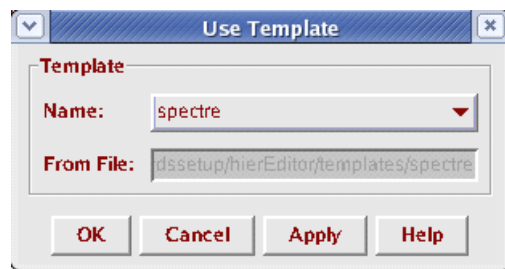 Use Template
Template
Name: spectre
From File: dssetup/hierEditor/templates/spectre
OK Cancel Apply Help